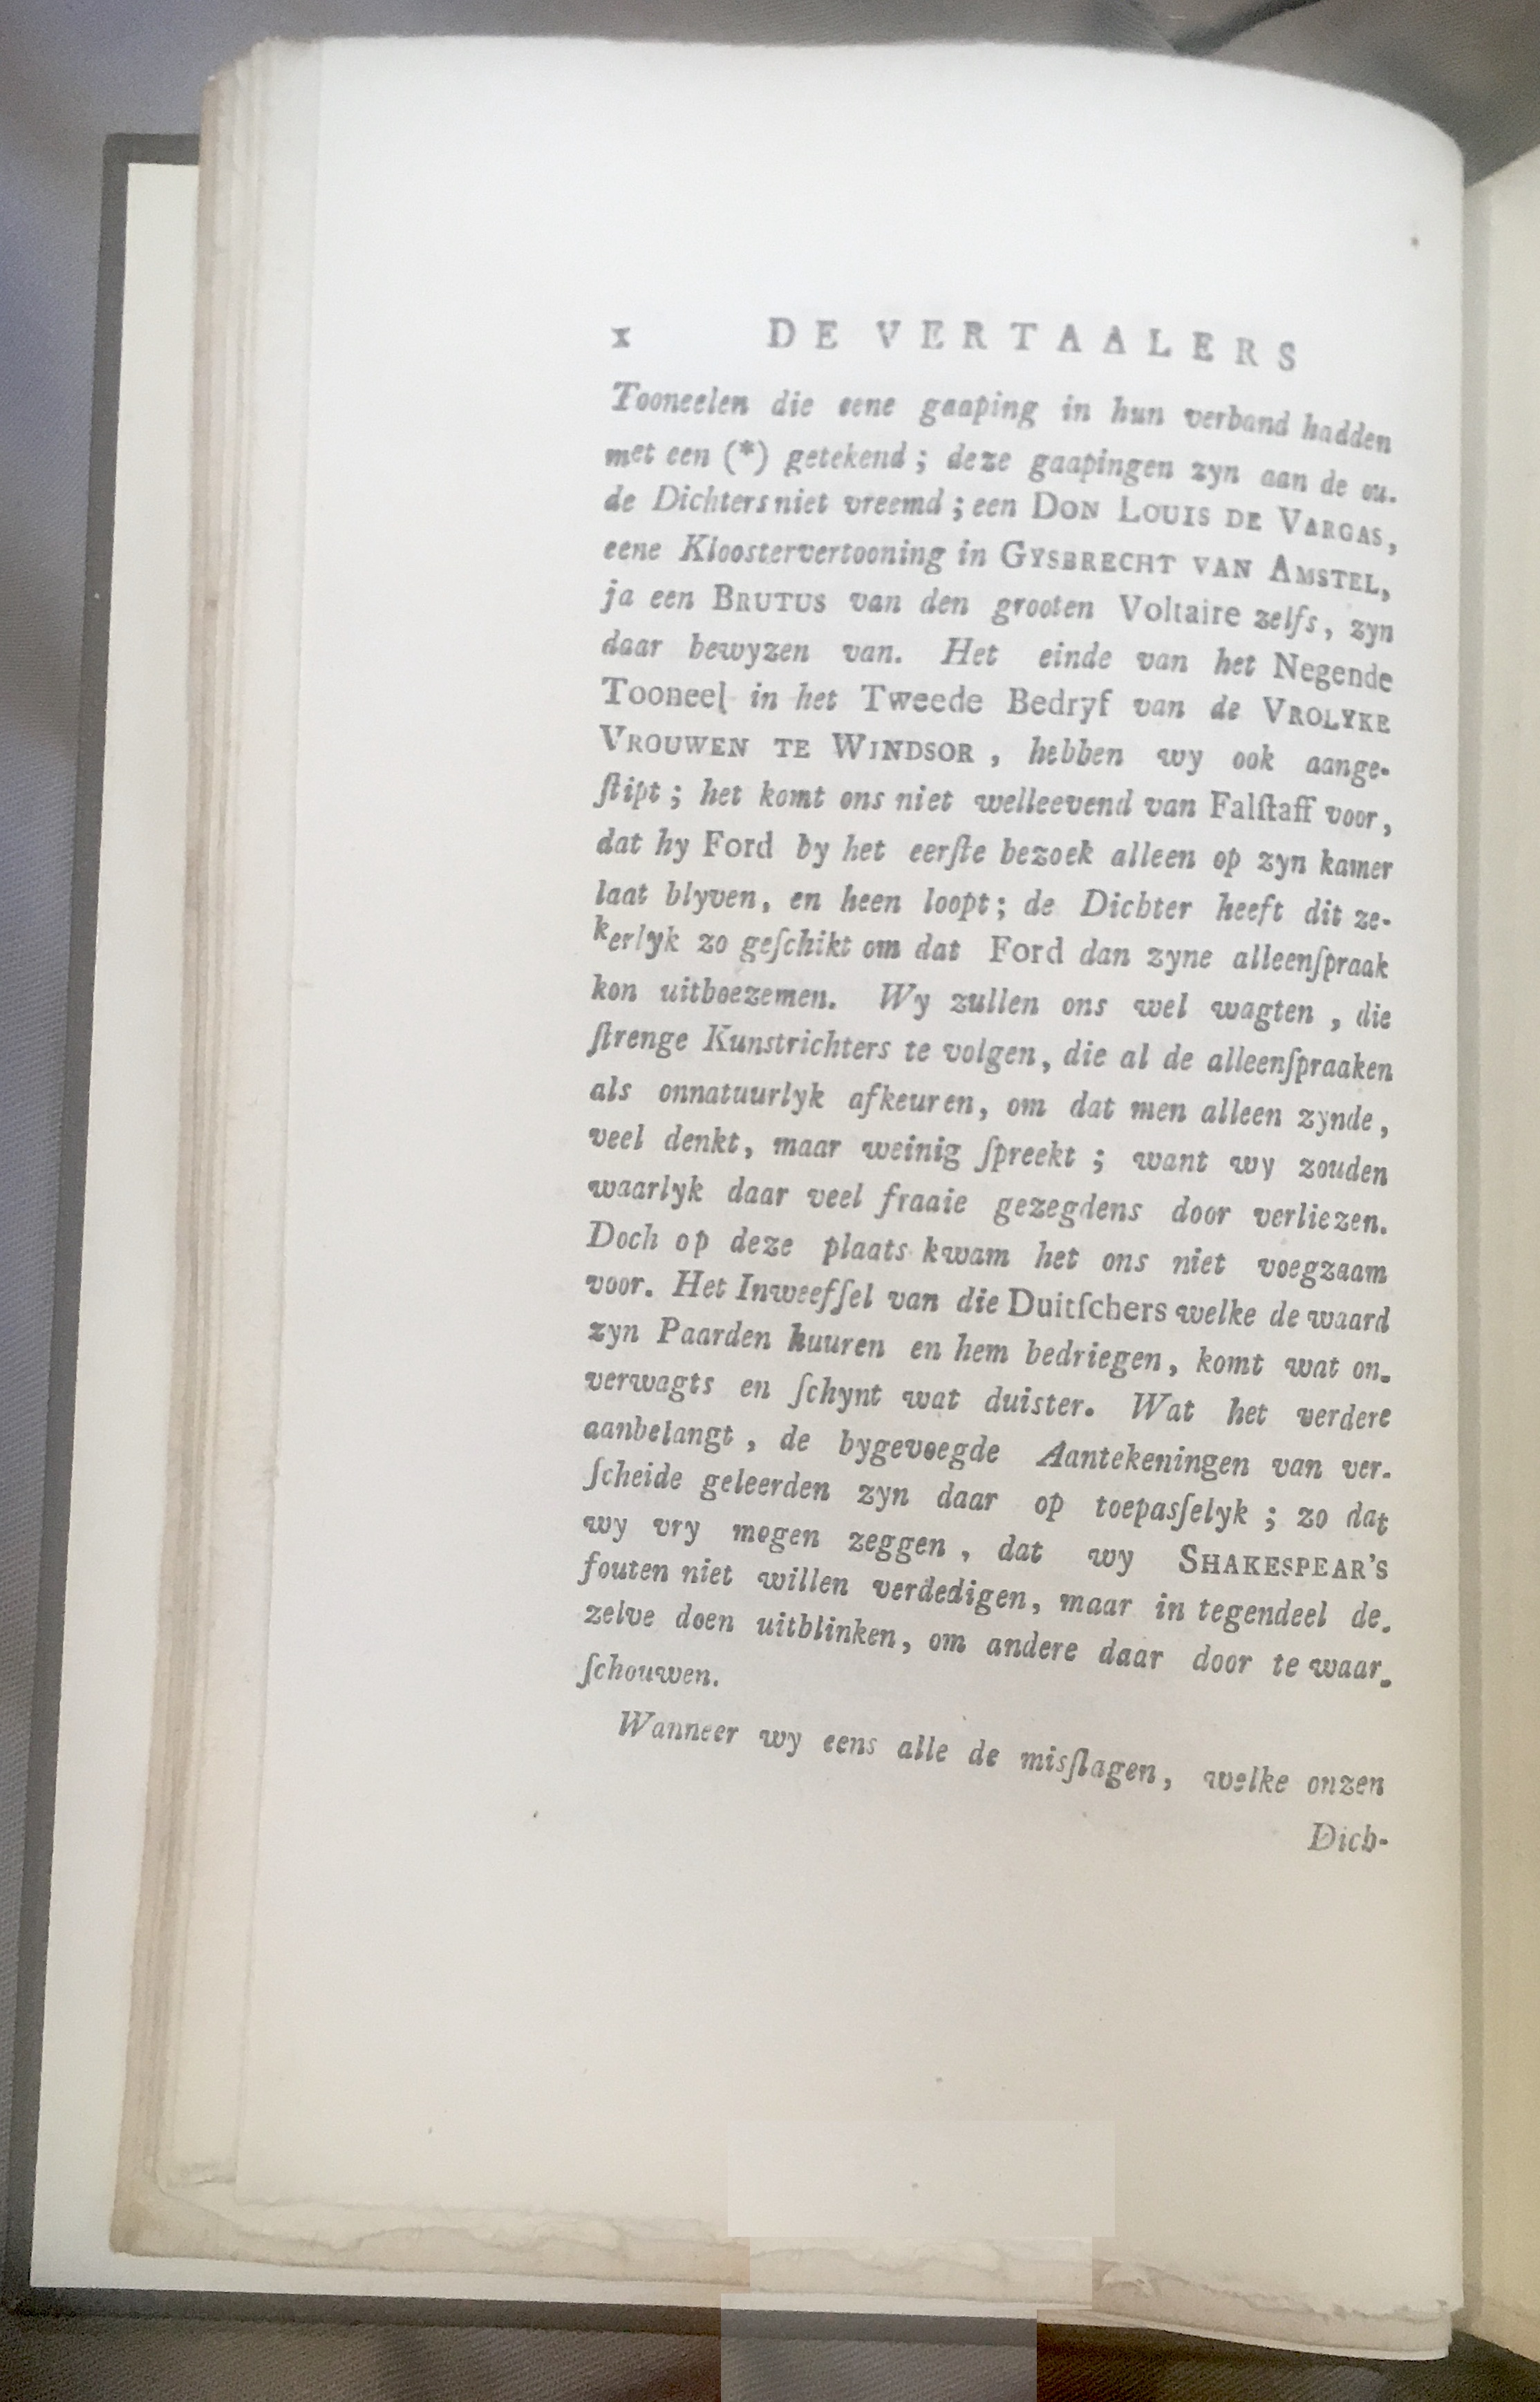 x DE VERTAALERS
Tooneelen die eene gaaping in hun verband hadden
met een (*) getekend; deze gaapingen zyn aan de ou-
de Dichters niet vreemd; een DON LOUIS DE VARGAS,
eene Kloostervertooning in GYSBRECHT VAN AMSTEL,
ja een BRUTUS van den grooten Voltaire zelfs, zyn
daar bewyzen van. Het einde van het Negende
Tooneel in het Tweede Bedryf van de VROLYKE
VROUWEN TE WINDSOR, hebben wy ook aange-
ſtipt; het komt ons niet welleevend van Falſtaff voor,
dat hy Ford by het eerſte bezoek alleen op zyn kamer
laat blyven, en heen loopt; de Dichter heeft dit ze-
kerlyk zo geſchikt om dat Ford dan zyne alleenſpraak
kon uitboezemen. Wy zullen ons wel wagten, die
ſtrenge Kunstrichters te volgen, die al de alleenſpraaken
als onnatuurlyk afkeuren, om dat men alleen zynde,
veel denkt, maar weinig ſpreekt; want wy zouden
waarlyk daar veel fraaie gezegdens door verliezen.
Doch op deze plaats kwam het ons niet voegzaam
voor. Het Inweefſel van die Duitſchers welke de waard
zyn Paarden huuren en hem bedriegen, komt wat on-
verwagts en ſchynt wat duister. Wat het verdere
aanbelangt, de bygevoegde Aantekeningen van ver-
ſcheide geleerden zyn daar op toepasſelyk; zo dat
wy vry mogen zeggen, dat wy SHAKESPEAR'S
fouten niet willen verdedigen, maar in tegendeel de-
zelve doen uitblinken, om andere daar door te waar-
ſchouwen.
Wanneer wy eens alle de misſlagen, welke onzen
Dich-